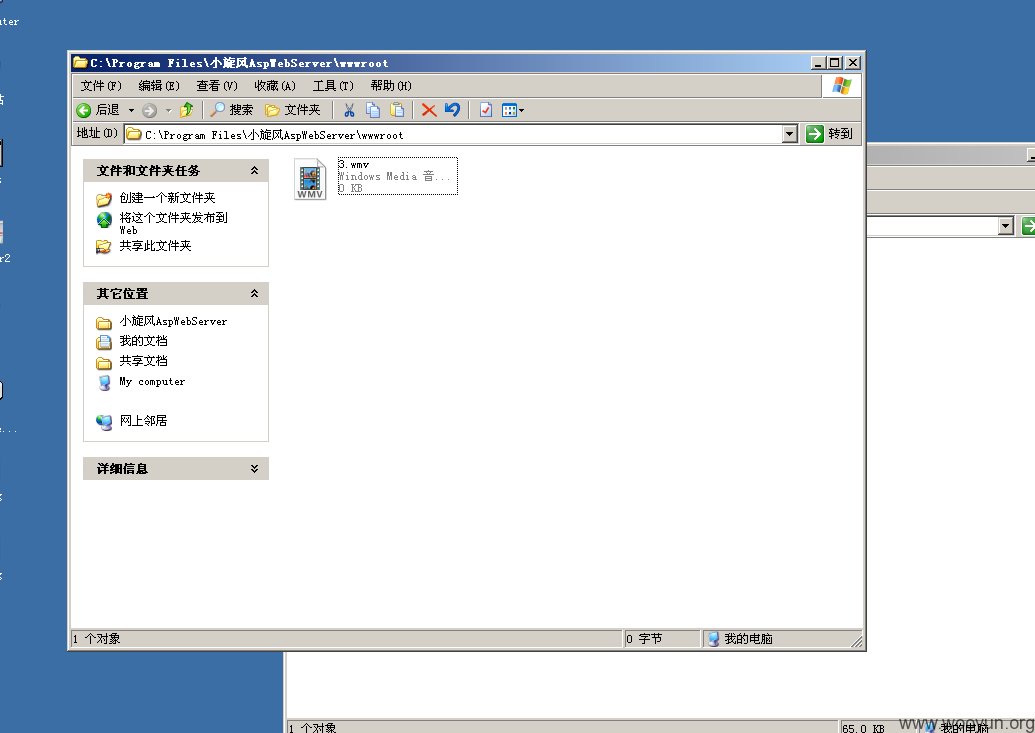 uter
C:\Program Files\小旋风AspWebServer\wwwroot
文件(F) 编辑(E) 查看(V) 收藏(A) 工具(T) 帮助(H)
后退 搜索 文件夹
地址(D) C:\Program Files\小旋风AspWebServer\wwwroot 转到
文件和文件夹任务
创建一个新文件夹
将这个文件夹发布到
Web
共享此文件夹
其它位置
小旋风AspWebServer
我的文档
共享文档
My computer
网上邻居
详细信息
WMV
3.wmv
Windows Media 音...
0 KB
r2
1 个对象 0 字节 我的电脑
1 个对象 65.0 KB 我的电脑
www.wooyun.org